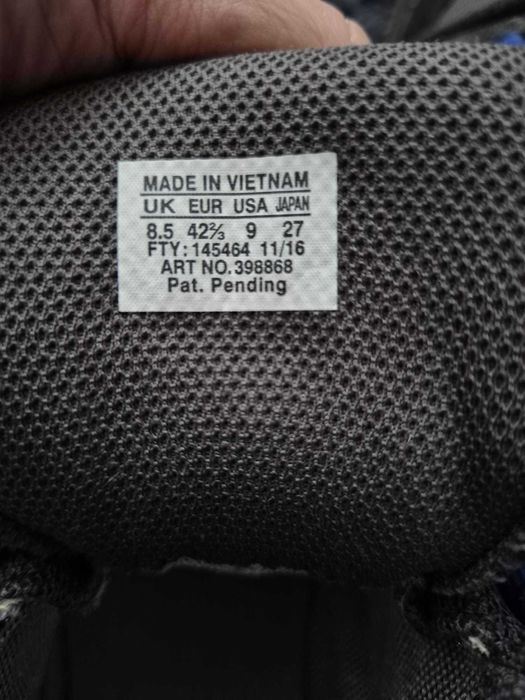 MADE IN VIETNAM
UK EUR USA JAPAN
8.5 42⅔ 9 27
FTY: 145464 11/16
ART NO. 398868
Pat. Pending